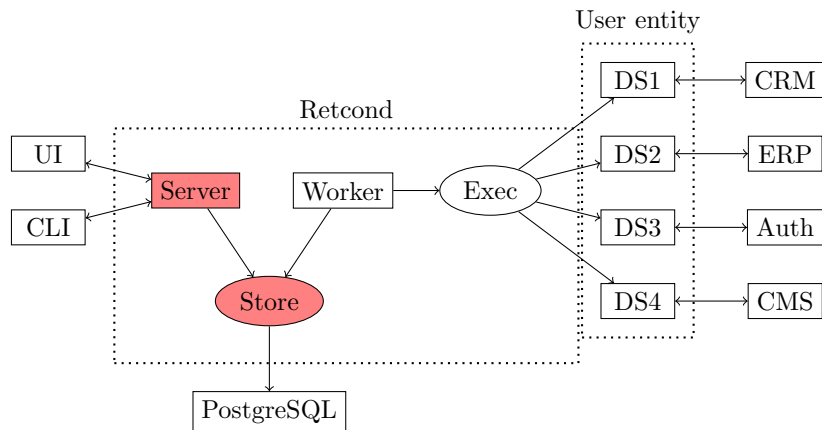 User entity
DS1
CRM
Retcond
UI
DS2
ERP
Server
Worker
Exec
CLI
DS3
Auth
Store
DS4
CMS
PostgreSQL